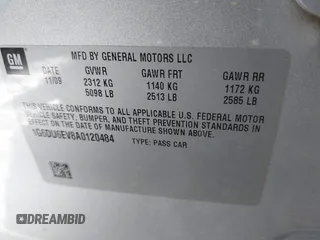 GM
MFD BY GENERAL MOTORS LLC
DATE GVWR GAWR FRT GAWR RR
11/09 2312 KG 1140 KG 1172 KG
5098 LB 2513 LB 2585 LB
THIS VEHICLE CONFORMS TO ALL APPLICABLE U.S. FEDERAL MOTOR
VEHICLE SAFETY, BUMPER, AND THEFT PREVENTION STANDARDS IN EFFECT ON THE
DATE OF MANUFACTURE SHOWN ABOVE.
1G6DU6EV8A0120484 TYPE: PASS CAR
AUTOBIDMASTER